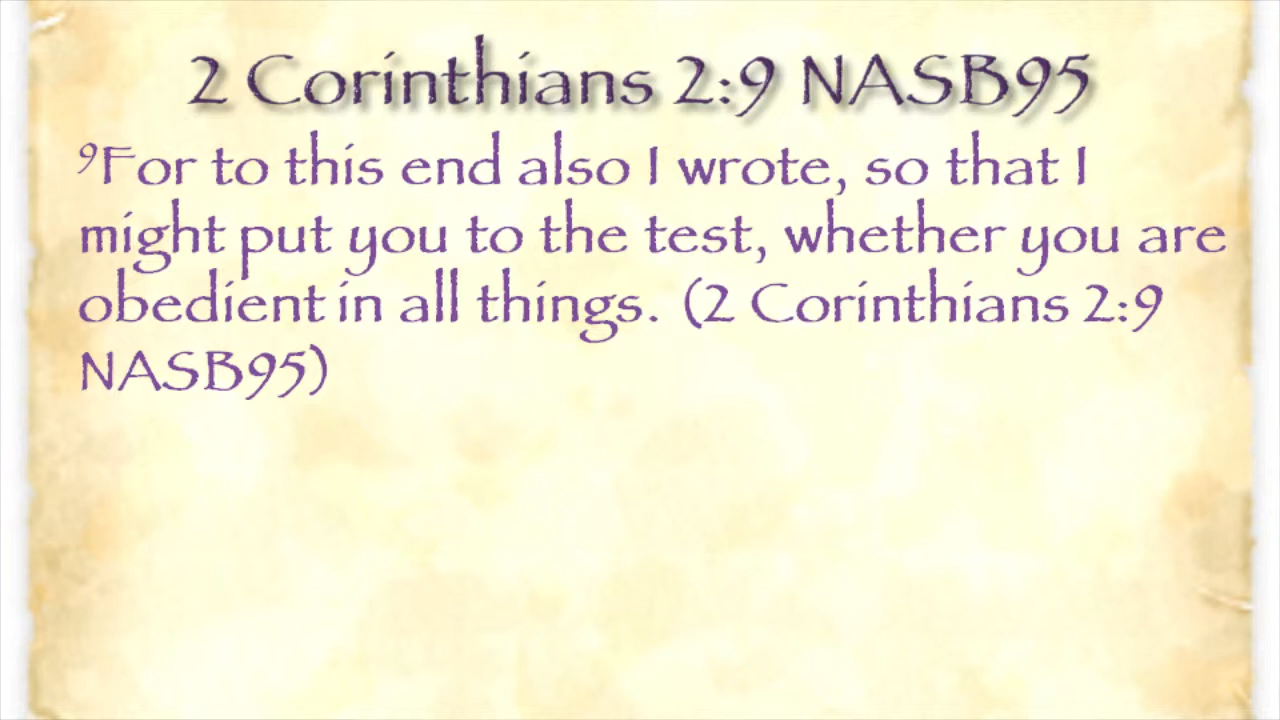 2 Corinthians 2:9 NASB95
⁹For to this end also I wrote, so that I
might put you to the test, whether you are
obedient in all things. (2 Corinthians 2:9
NASB95)